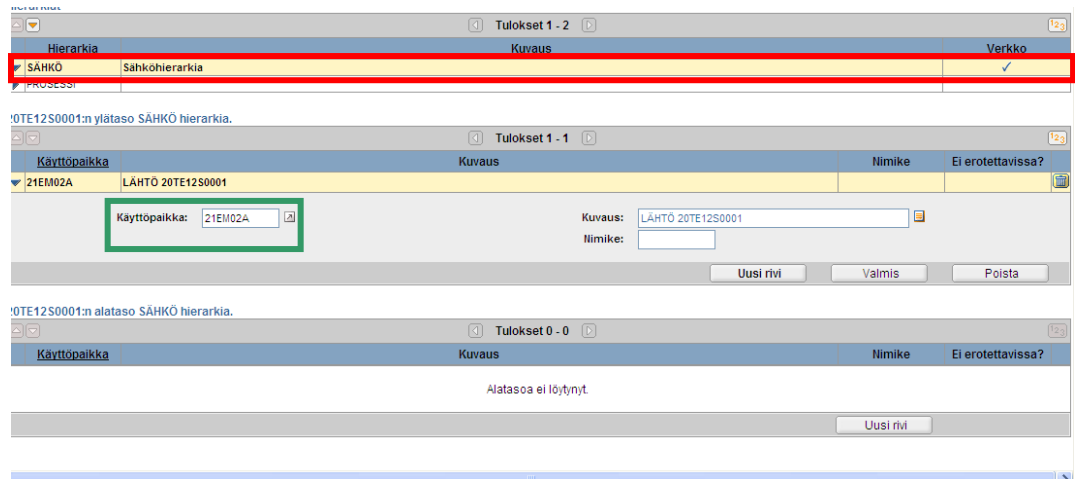 Hierarkiat
Tulokset 1 - 2
Hierarkia Kuvaus Verkko
SÄHKÖ Sähköhierarkia ✓
PROSESSI
20TE12S0001:n ylätaso SÄHKÖ hierarkia.
Tulokset 1 - 1
Käyttöpaikka Kuvaus Nimike Ei erotettavissa?
21EM02A LÄHTÖ 20TE12S0001
Käyttöpaikka: 21EM02A Kuvaus: LÄHTÖ 20TE12S0001
Nimike:
Uusi rivi Valmis Poista
20TE12S0001:n alataso SÄHKÖ hierarkia.
Tulokset 0 - 0
Käyttöpaikka Kuvaus Nimike Ei erotettavissa?
Alatasoa ei löytynyt.
Uusi rivi